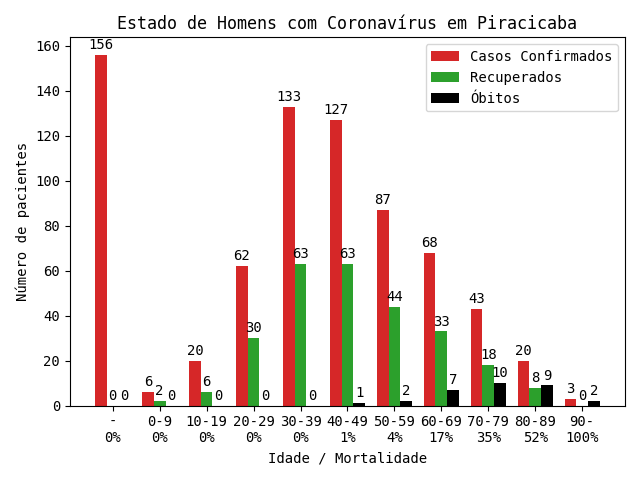 Estado de Homens com Coronavírus em Piracicaba
Número de pacientes
160
140
120
100
80
60
40
20
0
Casos Confirmados
Recuperados
Óbitos
156 0 0
6 2 0
20 6 0
62 30 0
133 63 0
127 63 1
87 44 2
68 33 7
43 18 10
20 8 9
3 0 2
- 0-9 10-19 20-29 30-39 40-49 50-59 60-69 70-79 80-89 90-
0% 0% 0% 0% 0% 1% 4% 17% 35% 52% 100%
Idade / Mortalidade